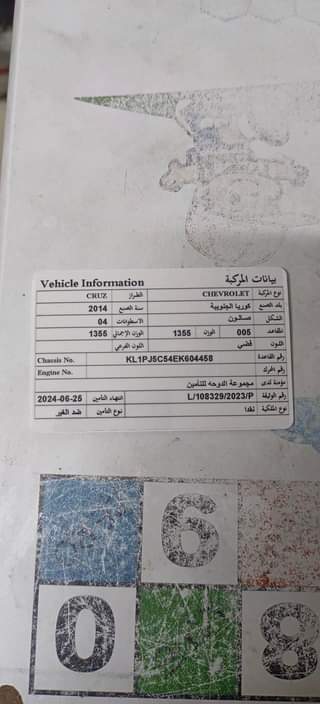 Vehicle Information بيانات المركبة
نوع المركبة CHEVROLET الطراز CRUZ
بلد الصنع كوريا الجنوبية سنة الصنع 2014
الشكل صالون الاسطوانات 04
المقاعد 005 الوزن 1355 الوزن الإجمالي 1355
اللون فضي اللون الفرعي
Chassis No. KL1PJ5C54EK604458 رقم القاعدة
Engine No. رقم المحرك
مؤمنة لدى مجموعة الدوحه للتأمين
رقم الوثيقة L/108329/2023/P انتهاء التأمين 2024-06-25
نوع الملكية نقدا نوع التأمين ضد الغير
6
0 8